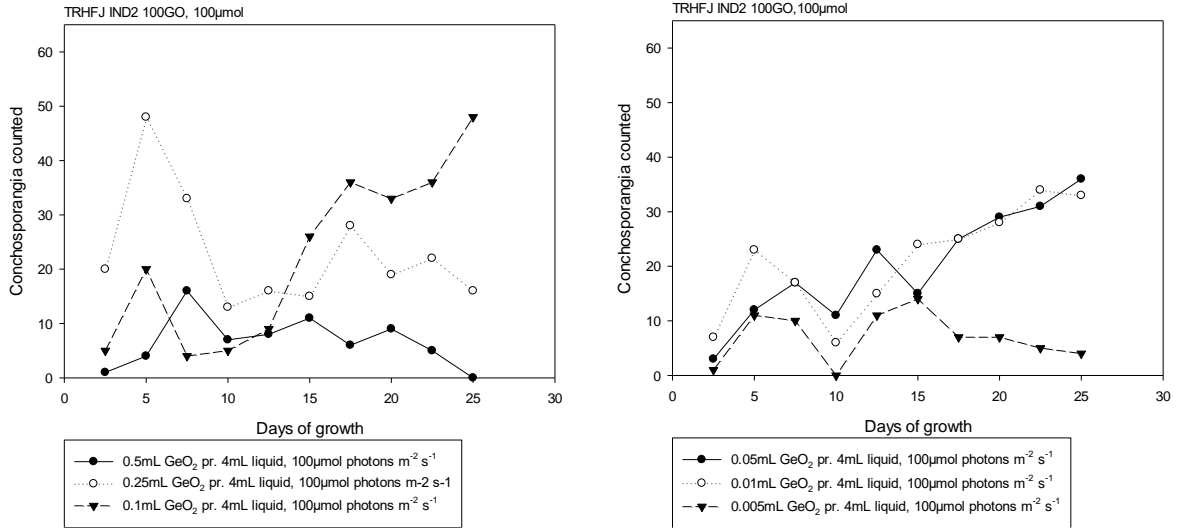 TRHFJ IND2 100GO, 100µmol
Conchosporangia counted
60
50
40
30
20
10
0
0 5 10 15 20 25 30
Days of growth
0.5mL GeO₂ pr. 4mL liquid, 100µmol photons m⁻² s⁻¹
0.25mL GeO₂ pr. 4mL liquid, 100µmol photons m-2 s-1
0.1mL GeO₂ pr. 4mL liquid, 100µmol photons m⁻² s⁻¹
TRHFJ IND2 100GO,100µmol
Conchosporangia counted
60
50
40
30
20
10
0
0 5 10 15 20 25 30
Days of growth
0.05mL GeO₂ pr. 4mL liquid, 100µmol photons m⁻² s⁻¹
0.01mL GeO₂ pr. 4mL liquid, 100µmol photons m⁻² s⁻¹
0.005mL GeO₂ pr. 4mL liquid, 100µmol photons m⁻² s⁻¹